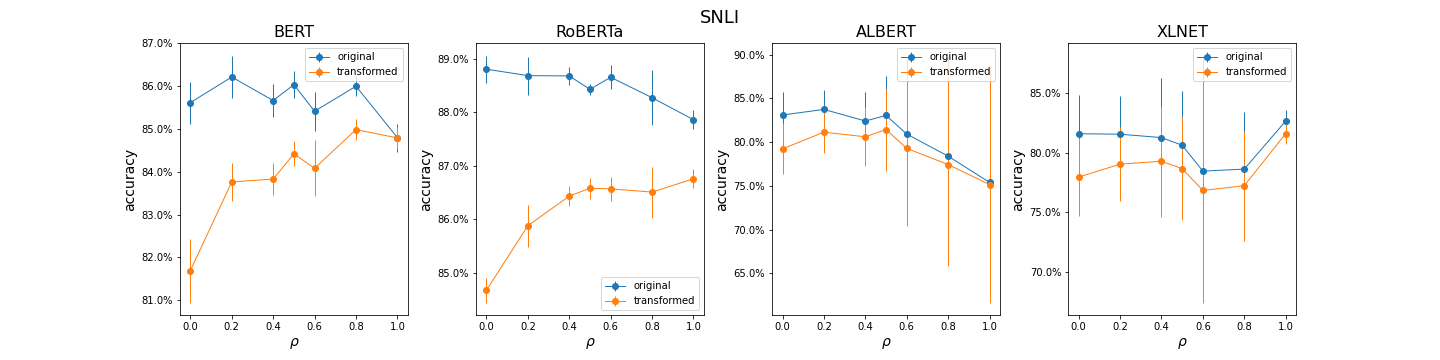 SNLI
BERT
accuracy
87.0%
86.0%
85.0%
84.0%
83.0%
82.0%
81.0%
original
transformed
0.0 0.2 0.4 0.6 0.8 1.0
ρ
RoBERTa
accuracy
89.0%
88.0%
87.0%
86.0%
85.0%
original
transformed
0.0 0.2 0.4 0.6 0.8 1.0
ρ
ALBERT
accuracy
90.0%
85.0%
80.0%
75.0%
70.0%
65.0%
original
transformed
0.0 0.2 0.4 0.6 0.8 1.0
ρ
XLNET
accuracy
85.0%
80.0%
75.0%
70.0%
original
transformed
0.0 0.2 0.4 0.6 0.8 1.0
ρ